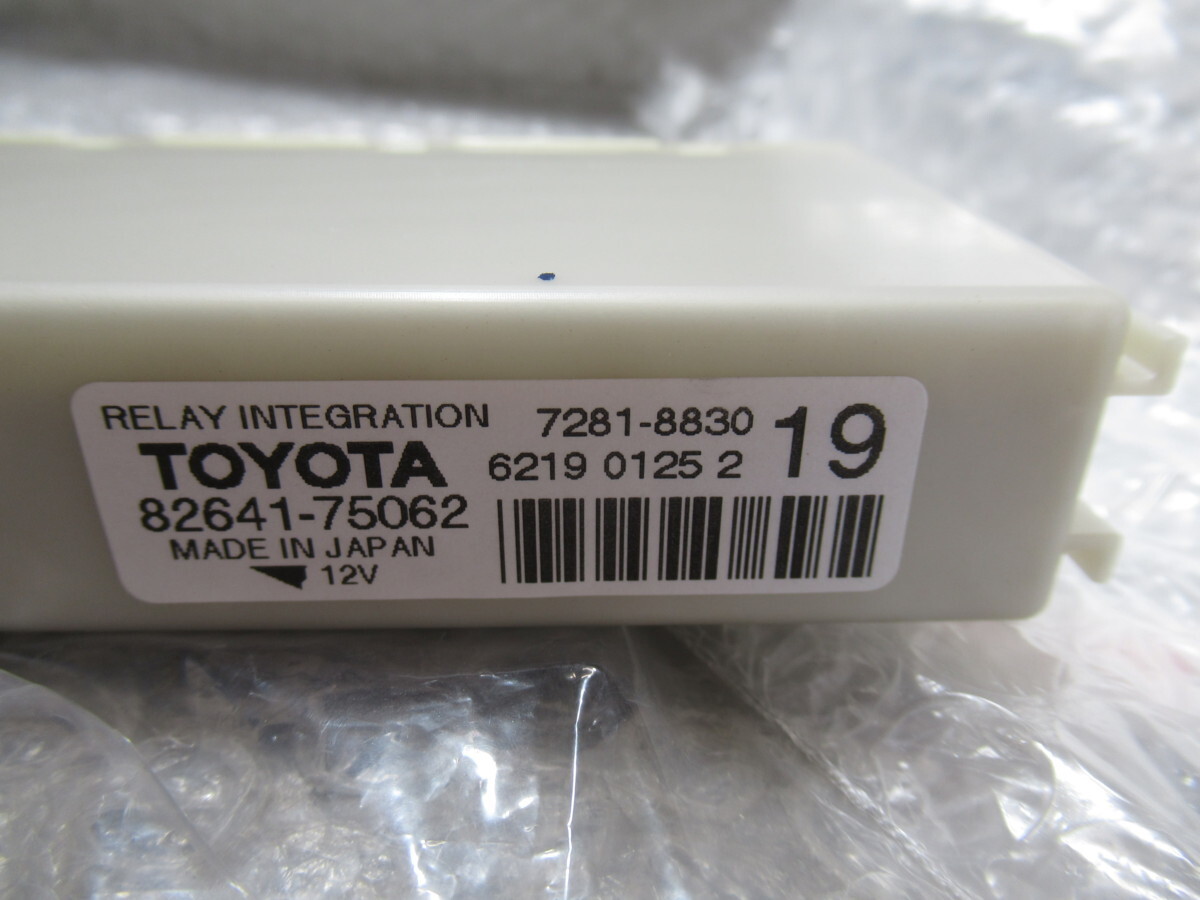 RELAY INTEGRATION
TOYOTA
82641-75062
MADE IN JAPAN
12V
7281-8830
6219 0125 2
19